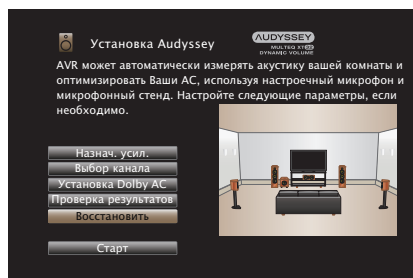 Установка Audyssey
AUDYSSEY
MULTEQ XT32
DYNAMIC VOLUME
AVR может автоматически измерять акустику вашей комнаты и
оптимизировать Ваши АС, используя настроечный микрофон и
микрофонный стенд. Настройте следующие параметры, если
необходимо.
Назнач. усил.
Выбор канала
Установка Dolby АС
Проверка результатов
Восстановить
Старт